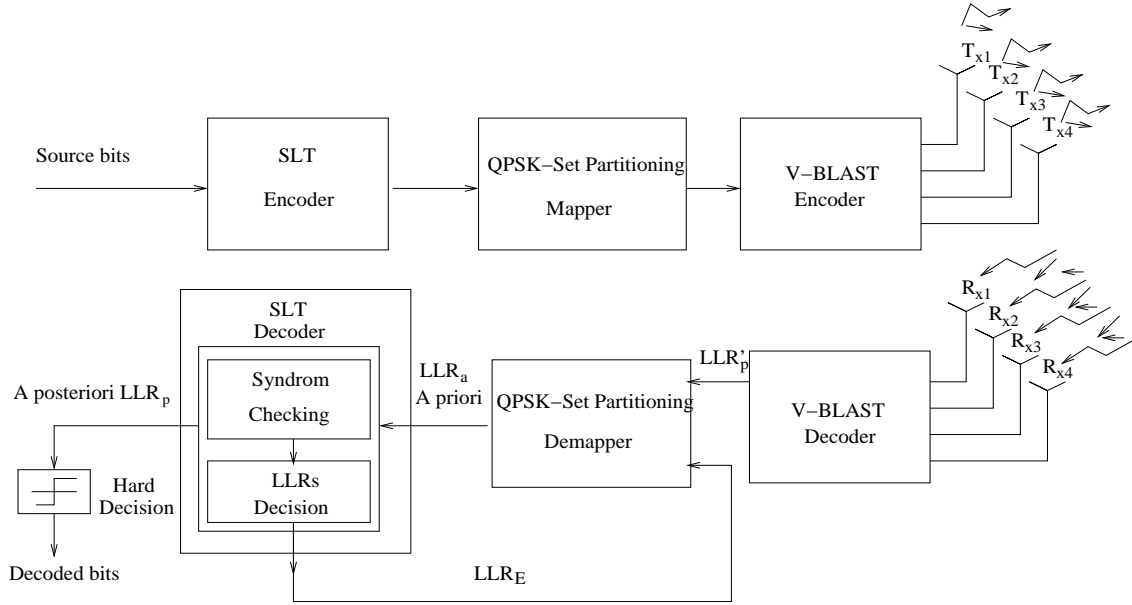 Source bits
SLT
Encoder
QPSK−Set Partitioning
Mapper
V−BLAST
Encoder
Tx1
Tx2
Tx3
Tx4
A posteriori LLRp
Hard
Decision
Decoded bits
SLT
Decoder
Syndrom
Checking
LLRs
Decision
LLRa
A priori
LLRE
QPSK−Set Partitioning
Demapper
LLR'p
V−BLAST
Decoder
Rx1
Rx2
Rx3
Rx4